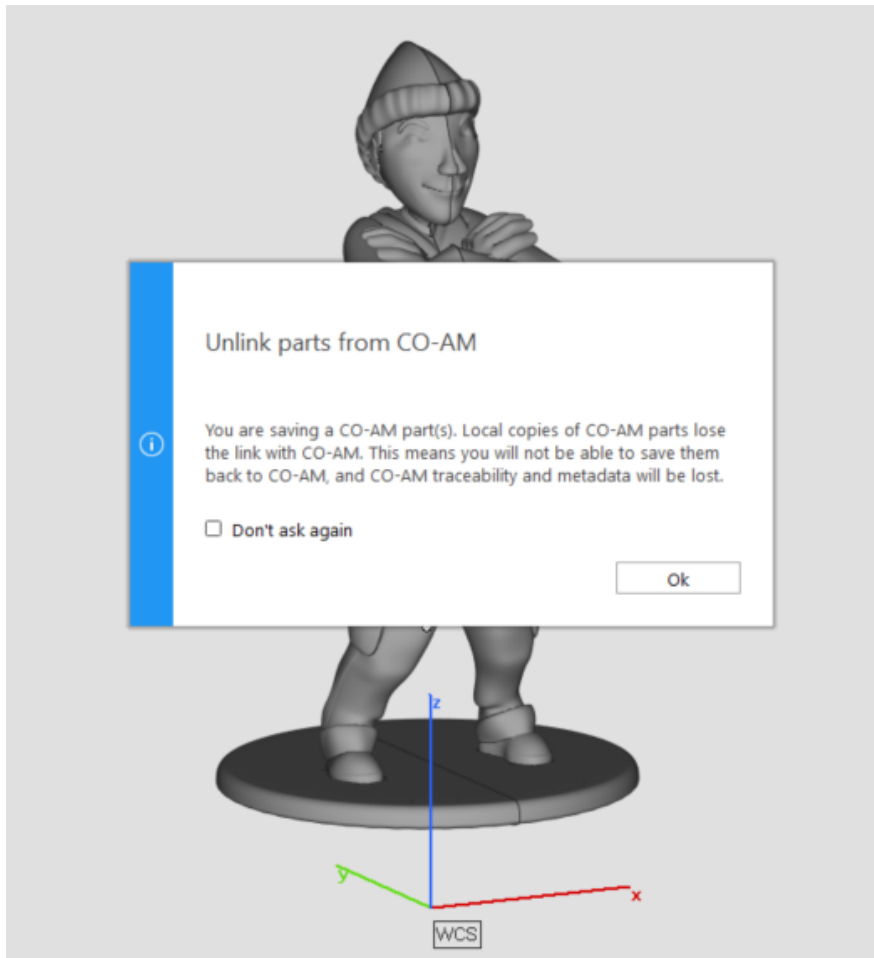 Unlink parts from CO-AM
You are saving a CO-AM part(s). Local copies of CO-AM parts lose
the link with CO-AM. This means you will not be able to save them
back to CO-AM, and CO-AM traceability and metadata will be lost.
Don't ask again
Ok
z
y
x
WCS